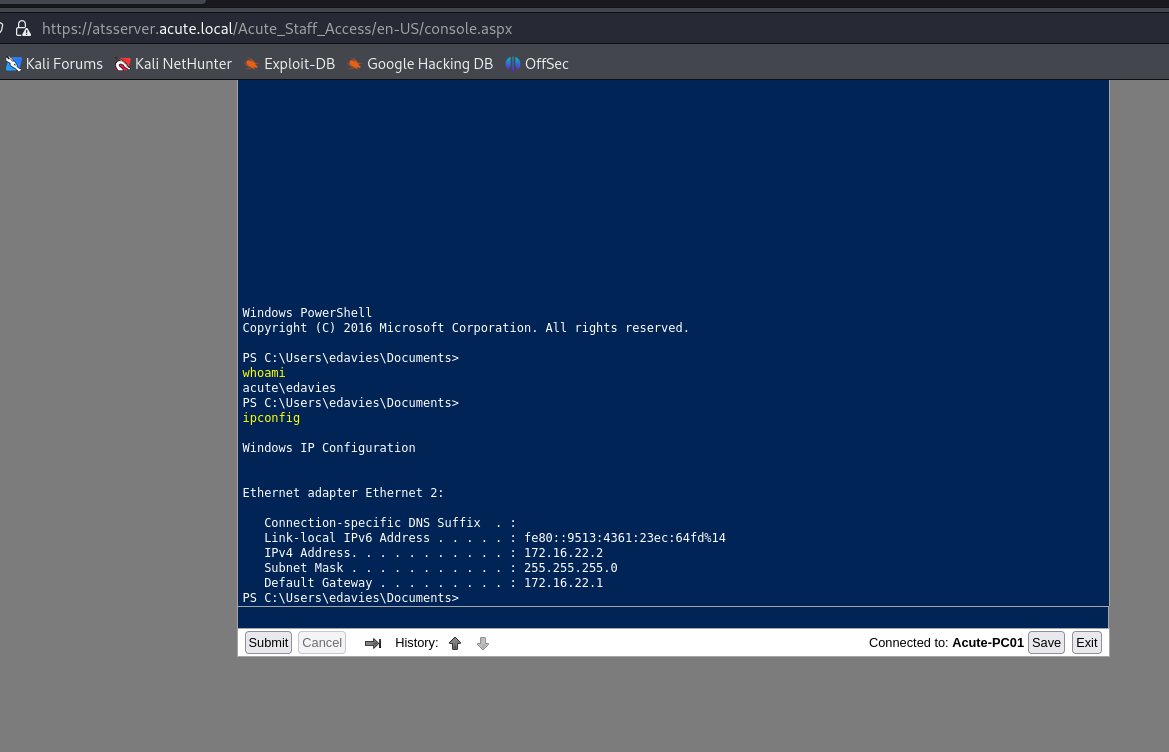 https://atsserver.acute.local/Acute_Staff_Access/en-US/console.aspx
Kali Forums Kali NetHunter Exploit-DB Google Hacking DB OffSec
Windows PowerShell
Copyright (C) 2016 Microsoft Corporation. All rights reserved.
PS C:\Users\edavies\Documents>
whoami
acute\edavies
PS C:\Users\edavies\Documents>
ipconfig
Windows IP Configuration
Ethernet adapter Ethernet 2:
Connection-specific DNS Suffix  . :
Link-local IPv6 Address . . . . . : fe80::9513:4361:23ec:64fd%14
IPv4 Address. . . . . . . . . . . : 172.16.22.2
Subnet Mask . . . . . . . . . . . : 255.255.255.0
Default Gateway . . . . . . . . . : 172.16.22.1
PS C:\Users\edavies\Documents>
Submit Cancel History: Connected to: Acute-PC01 Save Exit